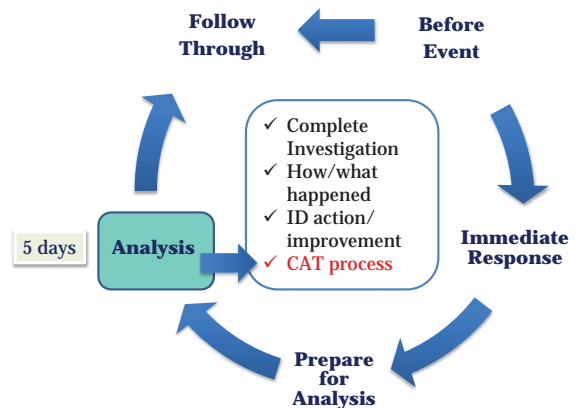 Follow
Through
Before
Event
✓ Complete
Investigation
✓ How/what
happened
✓ ID action/
improvement
✓ CAT process
5 days
Analysis
Immediate
Response
Prepare
for
Analysis